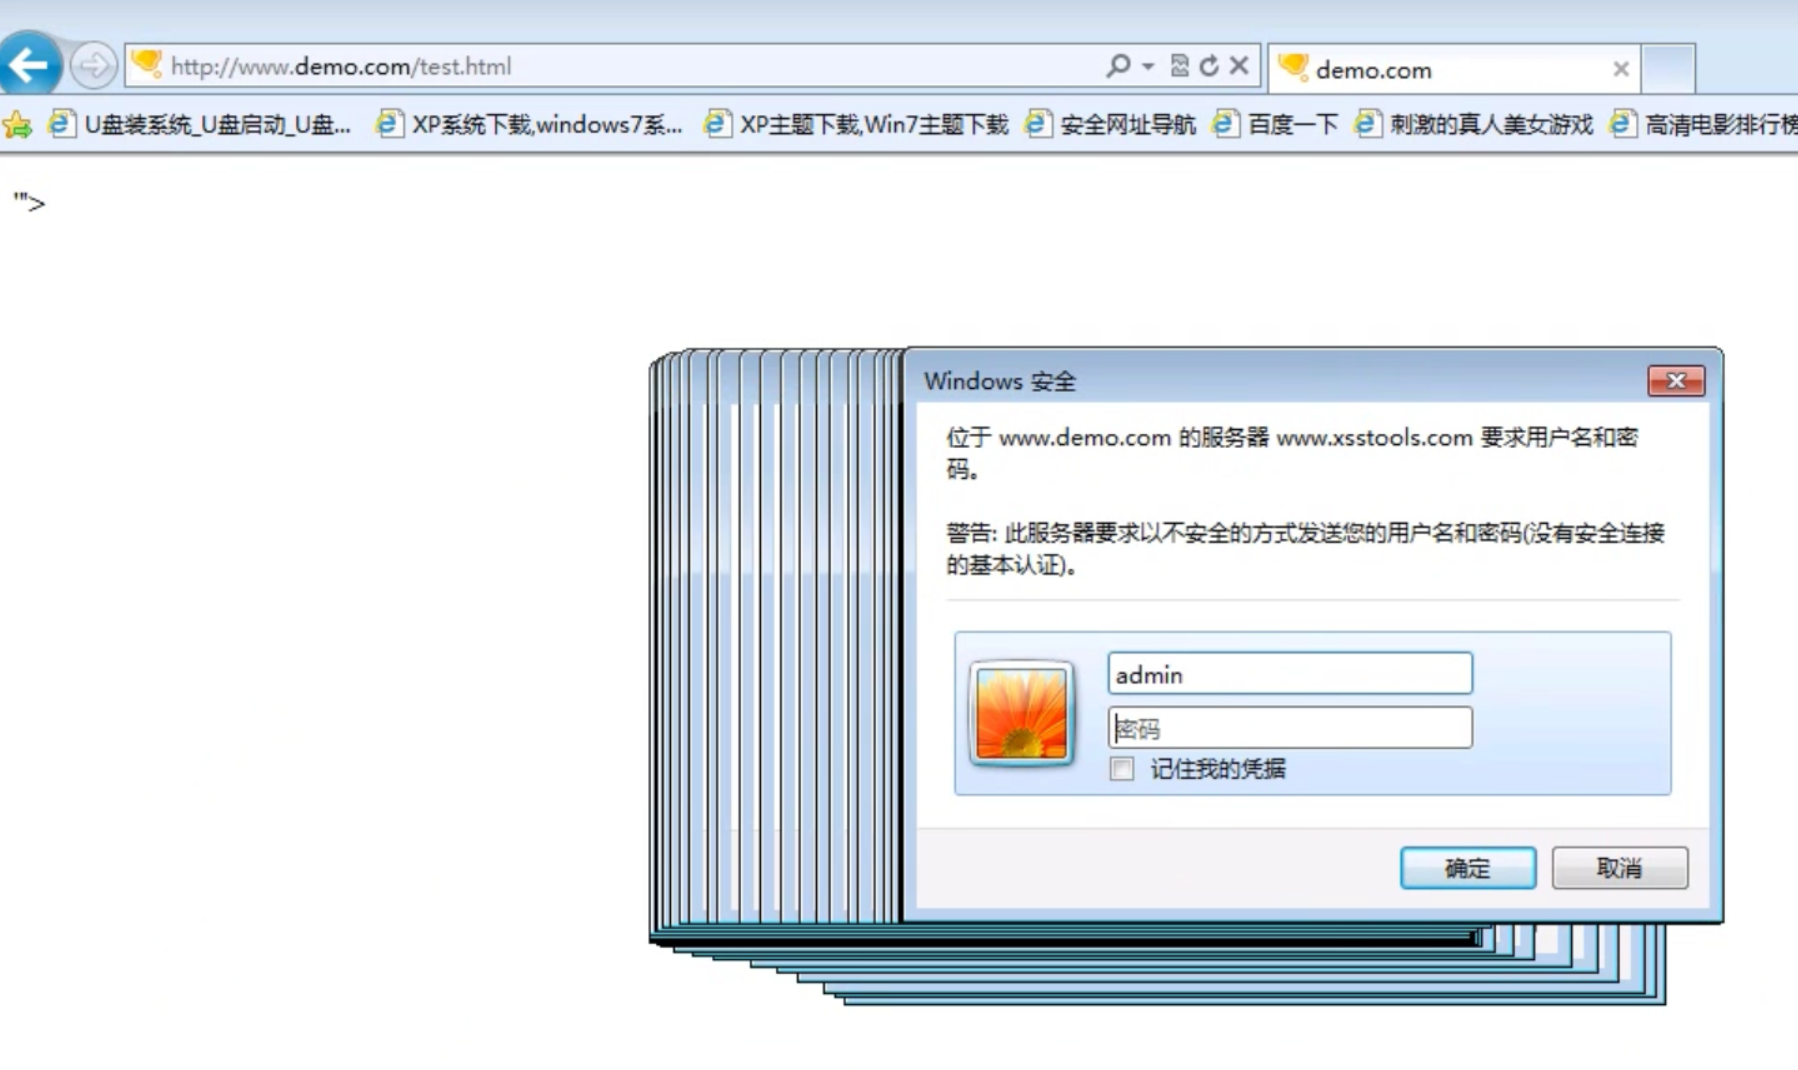 http://www.demo.com/test.html
demo.com
U盘装系统_U盘启动_U盘...
XP系统下载,windows7系...
XP主题下载,Win7主题下载
安全网址导航
百度一下
刺激的真人美女游戏
高清电影排行榜
'">
Windows 安全
位于 www.demo.com 的服务器 www.xsstools.com 要求用户名和密
码。
警告: 此服务器要求以不安全的方式发送您的用户名和密码(没有安全连接
的基本认证)。
admin
密码
记住我的凭据
确定
取消